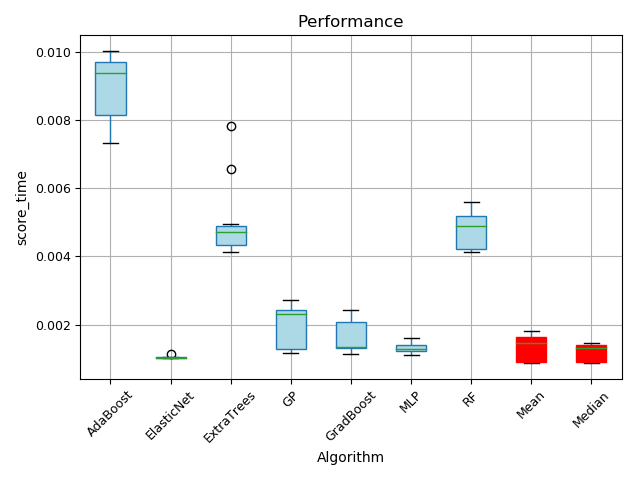 Performance
0.010
0.008
0.006
0.004
0.002
score_time
AdaBoost
ElasticNet
ExtraTrees
GP
GradBoost
MLP
RF
Mean
Median
Algorithm